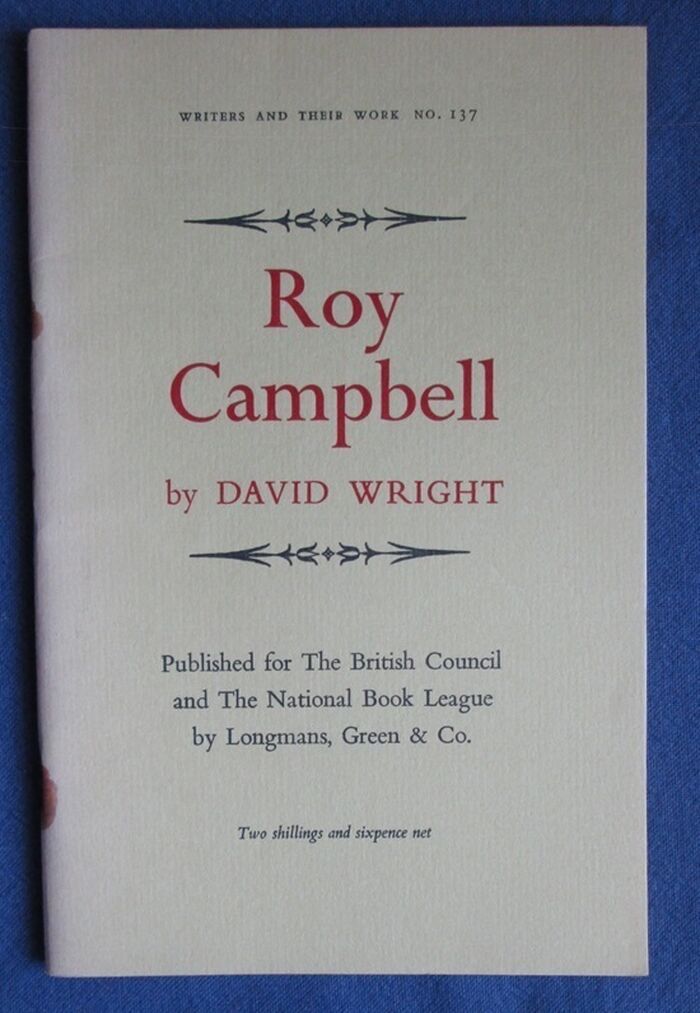 WRITERS AND THEIR WORK NO. 137
Roy
Campbell
by DAVID WRIGHT
Published for The British Council
and The National Book League
by Longmans, Green & Co.
Two shillings and sixpence net